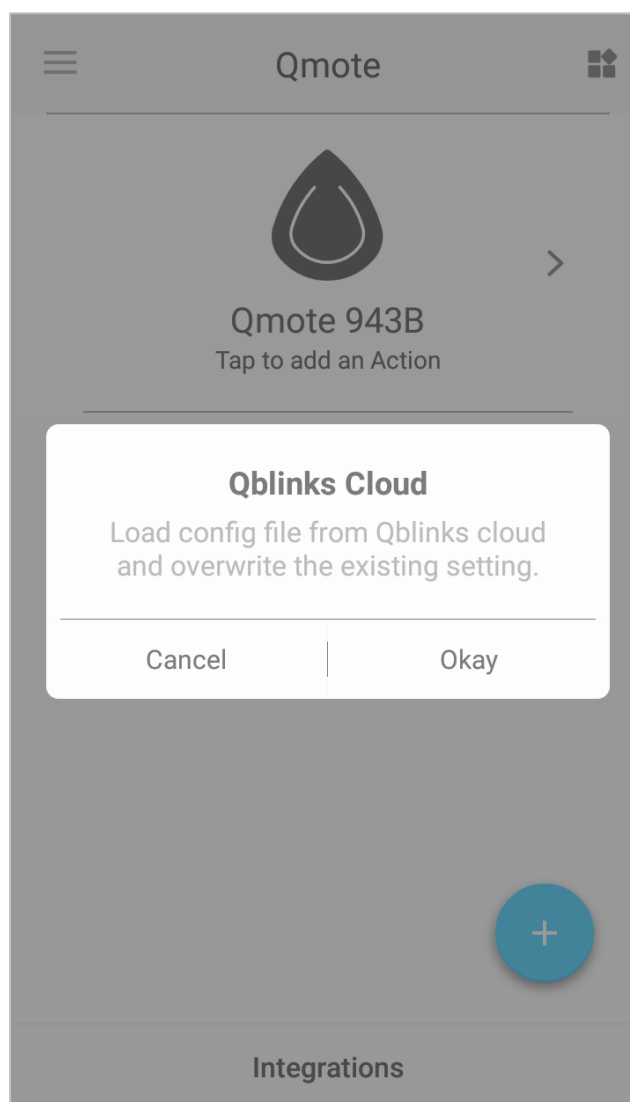 Qmote
Qmote 943B
Tap to add an Action
Qblinks Cloud
Load config file from Qblinks cloud
and overwrite the existing setting.
Cancel
Okay
Integrations